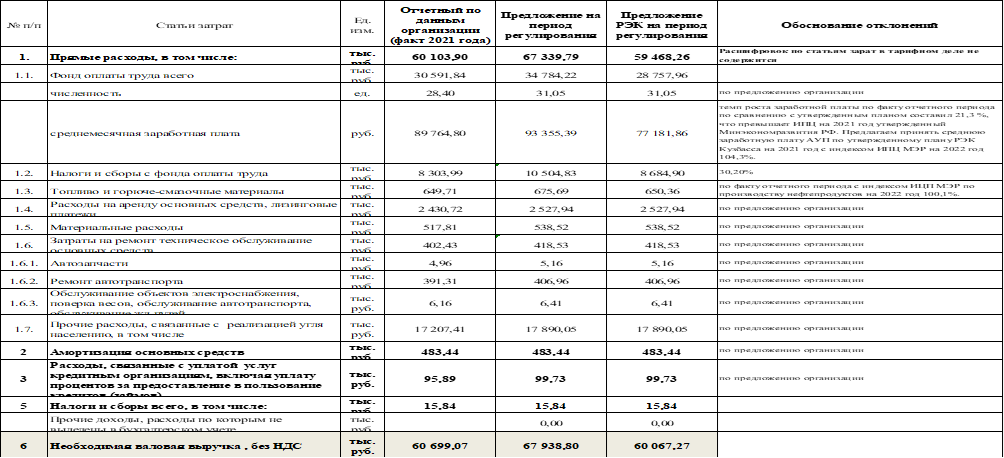 № п/п
Статьи затрат
Ед. изм.
Отчетный по данным организации (факт 2021 года)
Предложение на период регулирования
Предложение РЭК на период регулирования
Обоснование отклонений
1. Прямые расходы, в том числе: тыс. руб. 60 103,90 67 339,79 59 468,26 Расшифровок по статьям зарат в тарифном деле не содержится
1.1. Фонд оплаты труда всего тыс. руб. 30 591,84 34 784,22 28 757,96
численность ед. 28,40 31,05 31,05 по предложению организации
среднемесячная заработная плата руб. 89 764,80 93 355,39 77 181,86
темп роста заработной платы по факту отчетного периода
по сравнению с утвержденным планом составил 21,3 %,
что превышает ИПЦ на 2021 год утвержденный
Минэкономразвития РФ. Предлагаем принять среднюю
заработную плату АУП по утвержденному плану РЭК
Кузбасса на 2021 год с индексом ИПЦ МЭР на 2022 год
104,3%.
1.2. Налоги и сборы с фонда оплаты труда тыс. руб. 8 303,99 10 504,83 8 684,90 30,20%
1.3. Топливо и горюче-смазочные материалы тыс. руб. 649,71 675,69 650,36 по факту отчетного периода с индексом ИЦП МЭР по производству нефтепродуктов на 2022 год 100,1%.
1.4. Расходы на аренду основных средств, лизинговые платежи тыс. руб. 2 430,72 2 527,94 2 527,94 по предложению организации
1.5. Материальные расходы тыс. руб. 517,81 538,52 538,52 по предложению организации
1.6. Затраты на ремонт техническое обслуживание основных средств тыс. руб. 402,43 418,53 418,53 по предложению организации
1.6.1. Автозапчасти тыс. руб. 4,96 5,16 5,16 по предложению организации
1.6.2. Ремонт автотранспорта тыс. руб. 391,31 406,96 406,96 по предложению организации
1.6.3. Обслуживание объектов электроснабжения, поверка весов, обслуживание автотранспорта, обслуживание жд путей тыс. руб. 6,16 6,41 6,41 по предложению организации
1.7. Прочие расходы, связанные с реализацией угля населению, в том числе тыс. руб. 17 207,41 17 890,05 17 890,05 по предложению организации
2 Амортизация основных средств тыс. руб. 483,44 483,44 483,44 по предложению организации
3 Расходы, связанные с уплатой услуг кредитным организациям, включая уплату процентов за предоставление в пользование кредитов (займов) тыс. руб. 95,89 99,73 99,73 по предложению организации
5 Налоги и сборы всего, в том числе: тыс. руб. 15,84 15,84 15,84
Прочие доходы, расходы по которым не выделены в бухгалтерском учете тыс. руб. 0,00 0,00
6 Необходимая валовая выручка , без НДС тыс. руб. 60 699,07 67 938,80 60 067,27